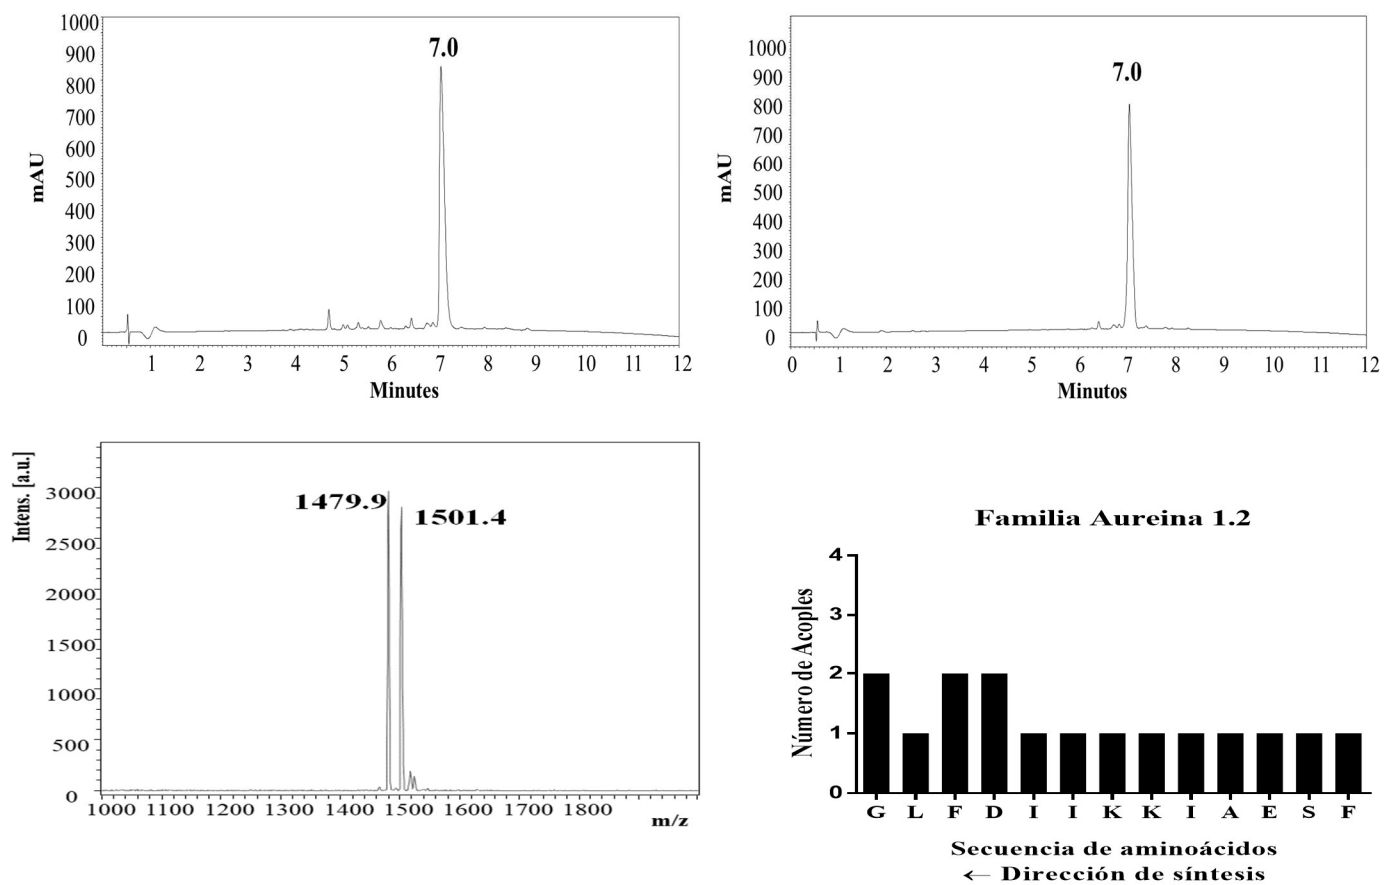 1000
900
800
700
600
500
400
300
200
100
0
mAU
7.0
1 2 3 4 5 6 7 8 9 10 11 12
Minutes
1000
900
800
700
600
500
400
300
200
100
0
mAU
7.0
0 1 2 3 4 5 6 7 8 9 10 11 12
Minutos
Intens. [a.u.]
3000
2500
2000
1500
1000
500
0
1479.9
1501.4
1000 1100 1200 1300 1400 1500 1600 1700 1800
m/z
Familia Aureina 1.2
Número de Acoples
4
3
2
1
0
G L F D I I K K I A E S F
Secuencia de aminoácidos
← Dirección de síntesis